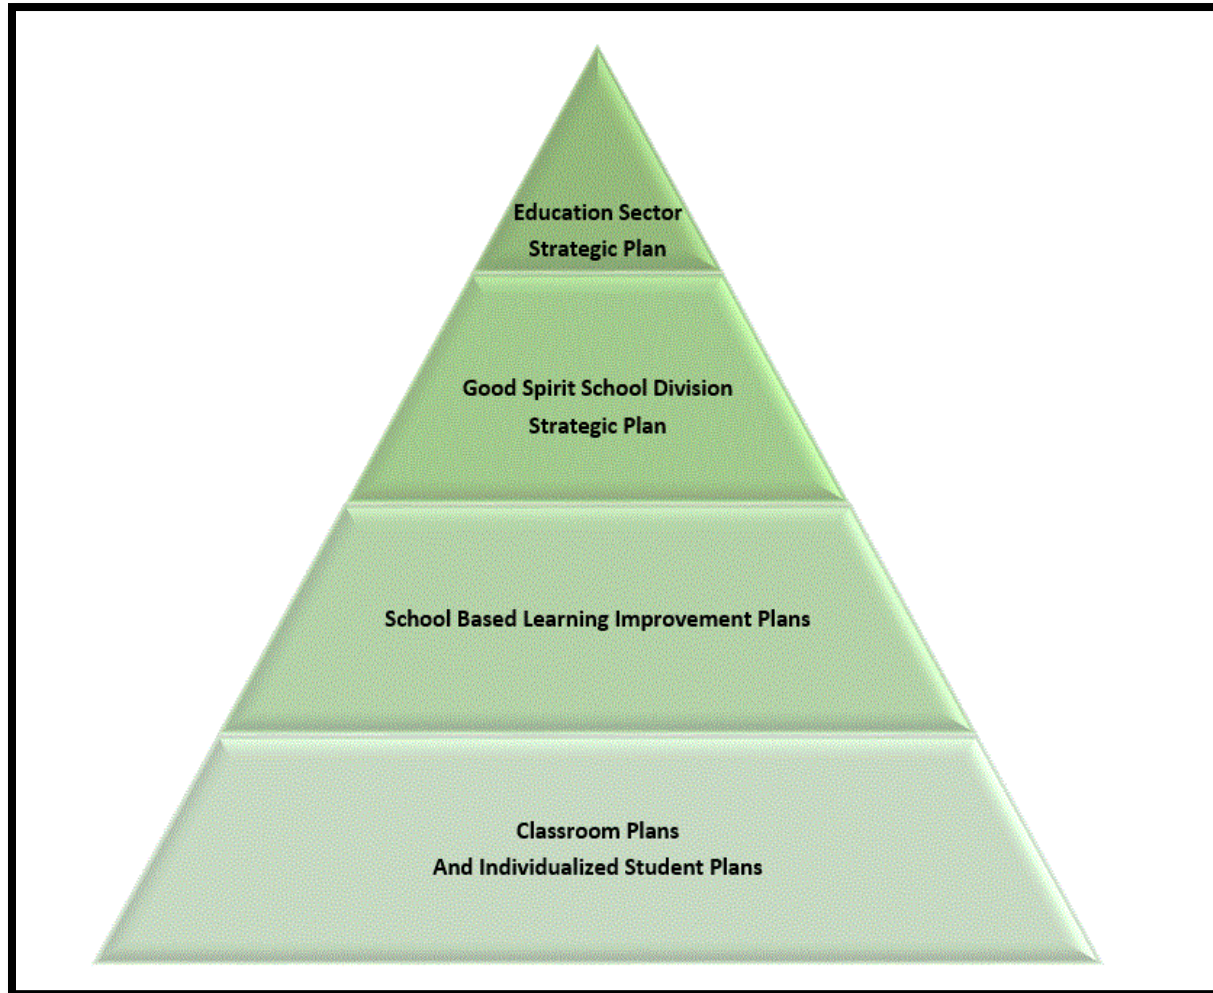 Education Sector
Strategic Plan
Good Spirit School Division
Strategic Plan
School Based Learning Improvement Plans
Classroom Plans
And Individualized Student Plans